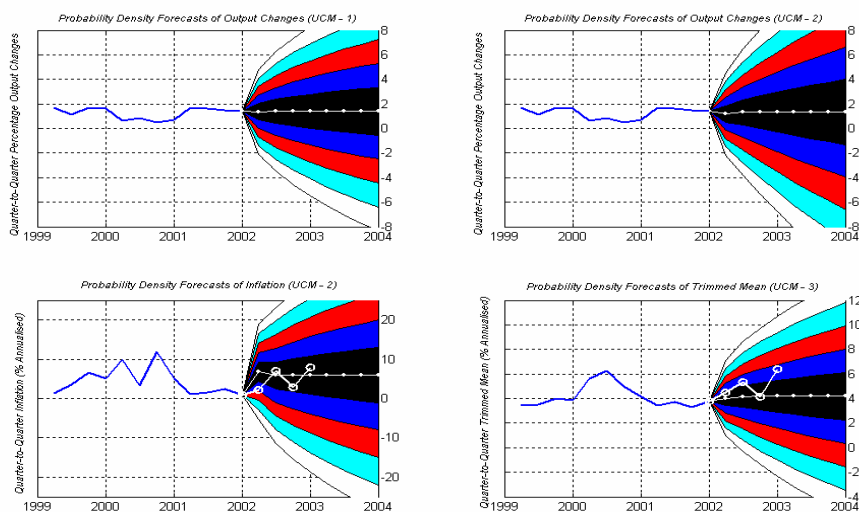 Probability Density Forecasts of Output Changes (UCM - 1)
Quarter-to-Quarter Percentage Output Changes
8
6
4
2
0
-2
-4
-6
-8
1999 2000 2001 2002 2003 2004
Probability Density Forecasts of Output Changes (UCM - 2)
Quarter-to-Quarter Percentage Output Changes
8
6
4
2
0
-2
-4
-6
-8
1999 2000 2001 2002 2003 2004
Probability Density Forecasts of Inflation (UCM - 2)
Quarter-to-Quarter Inflation (% Annualised)
20
10
0
-10
-20
1999 2000 2001 2002 2003 2004
Probability Density Forecasts of Trimmed Mean (UCM - 3)
Quarter-to-Quarter Trimmed Mean (% Annualised)
12
10
8
6
4
2
0
-2
-4
1999 2000 2001 2002 2003 2004